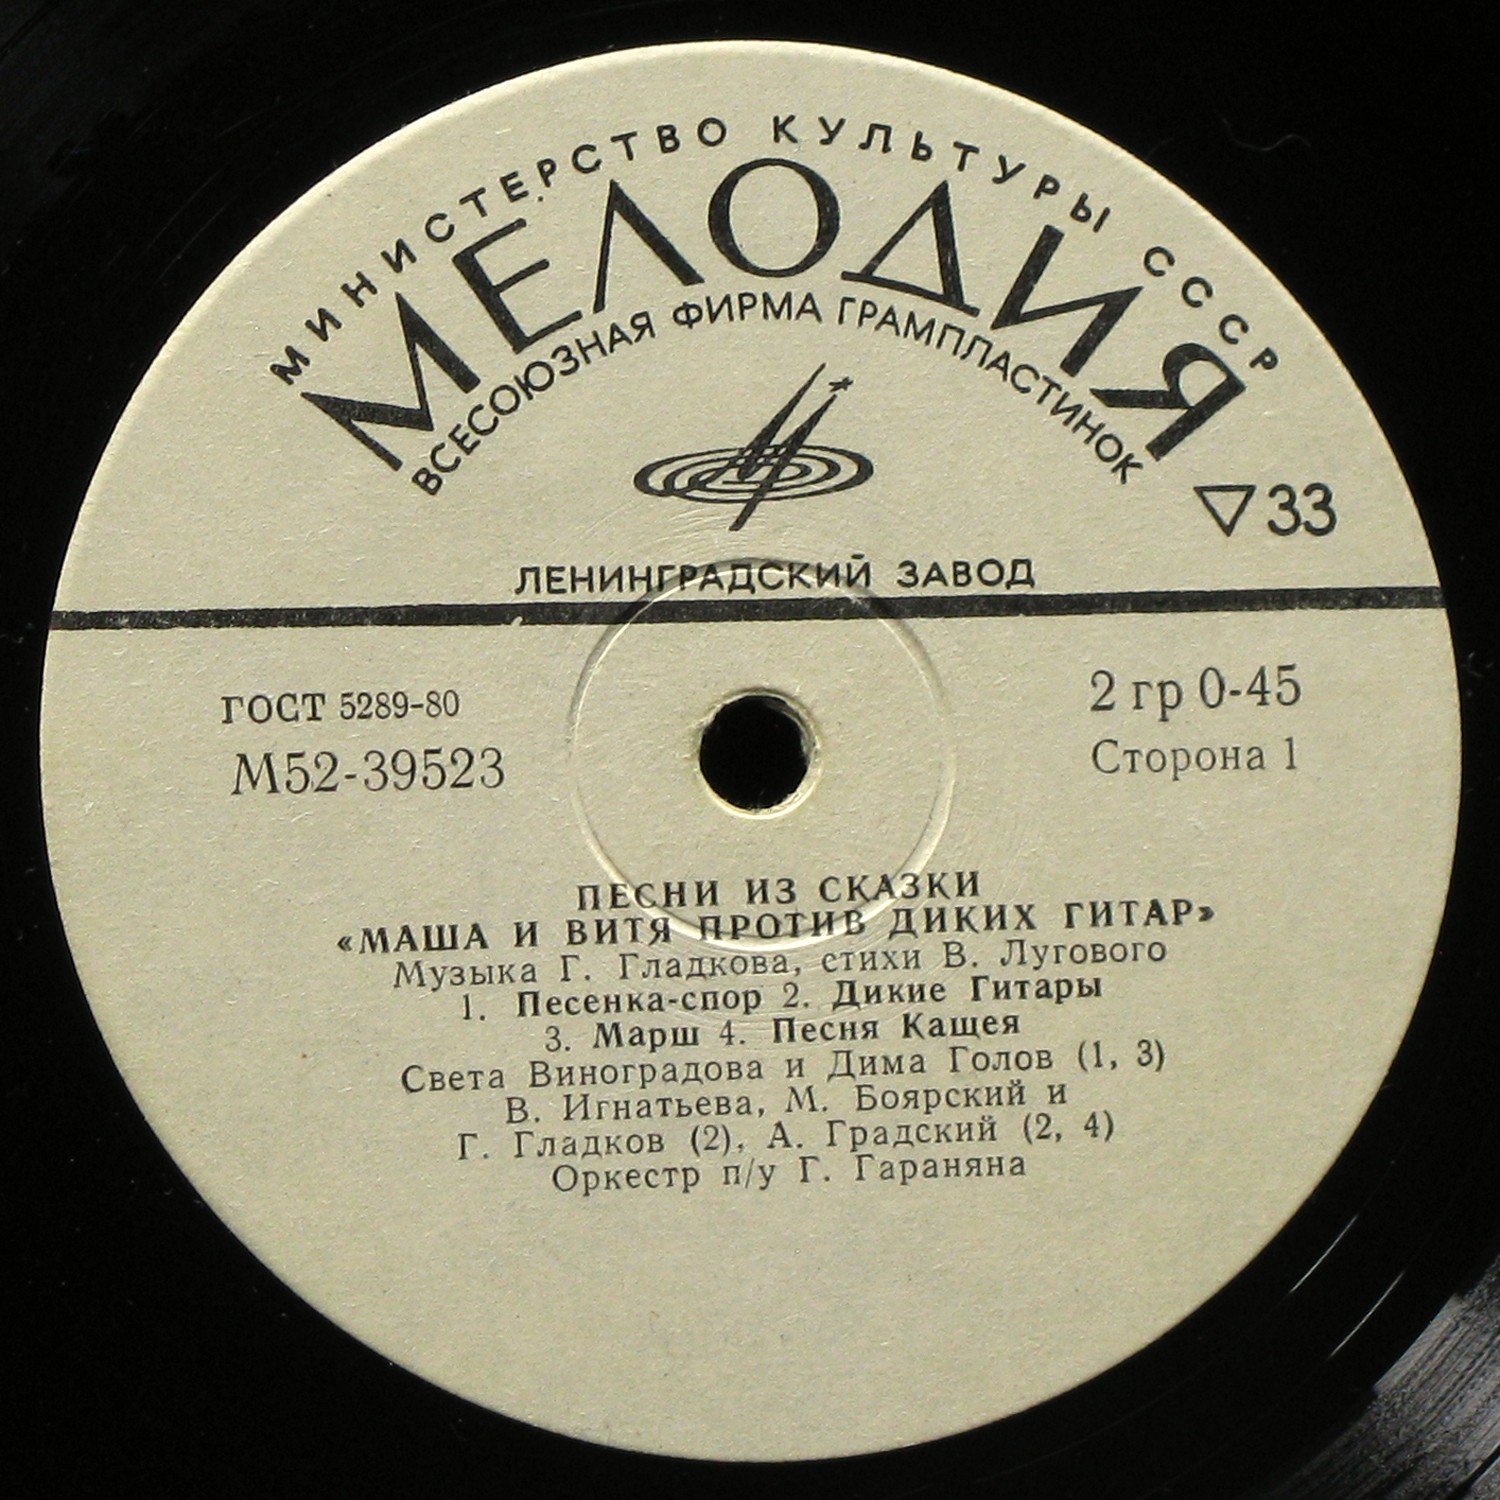 МИНИСТЕРСТВО КУЛЬТУРЫ СССР
МЕЛОДИЯ
ВСЕСОЮЗНАЯ ФИРМА ГРАМПЛАСТИНОК
▽33
ЛЕНИНГРАДСКИЙ ЗАВОД
ГОСТ 5289-80
2 гр 0-45
М52-39523
Сторона 1
ПЕСНИ ИЗ СКАЗКИ
«МАША И ВИТЯ ПРОТИВ ДИКИХ ГИТАР»
Музыка Г. Гладкова, стихи В. Лугового
1. Песенка-спор 2. Дикие Гитары
3. Марш 4. Песня Кащея
Света Виноградова и Дима Голов (1, 3)
В. Игнатьева, М. Боярский и
Г. Гладков (2), А. Градский (2, 4)
Оркестр п/у Г. Гараняна